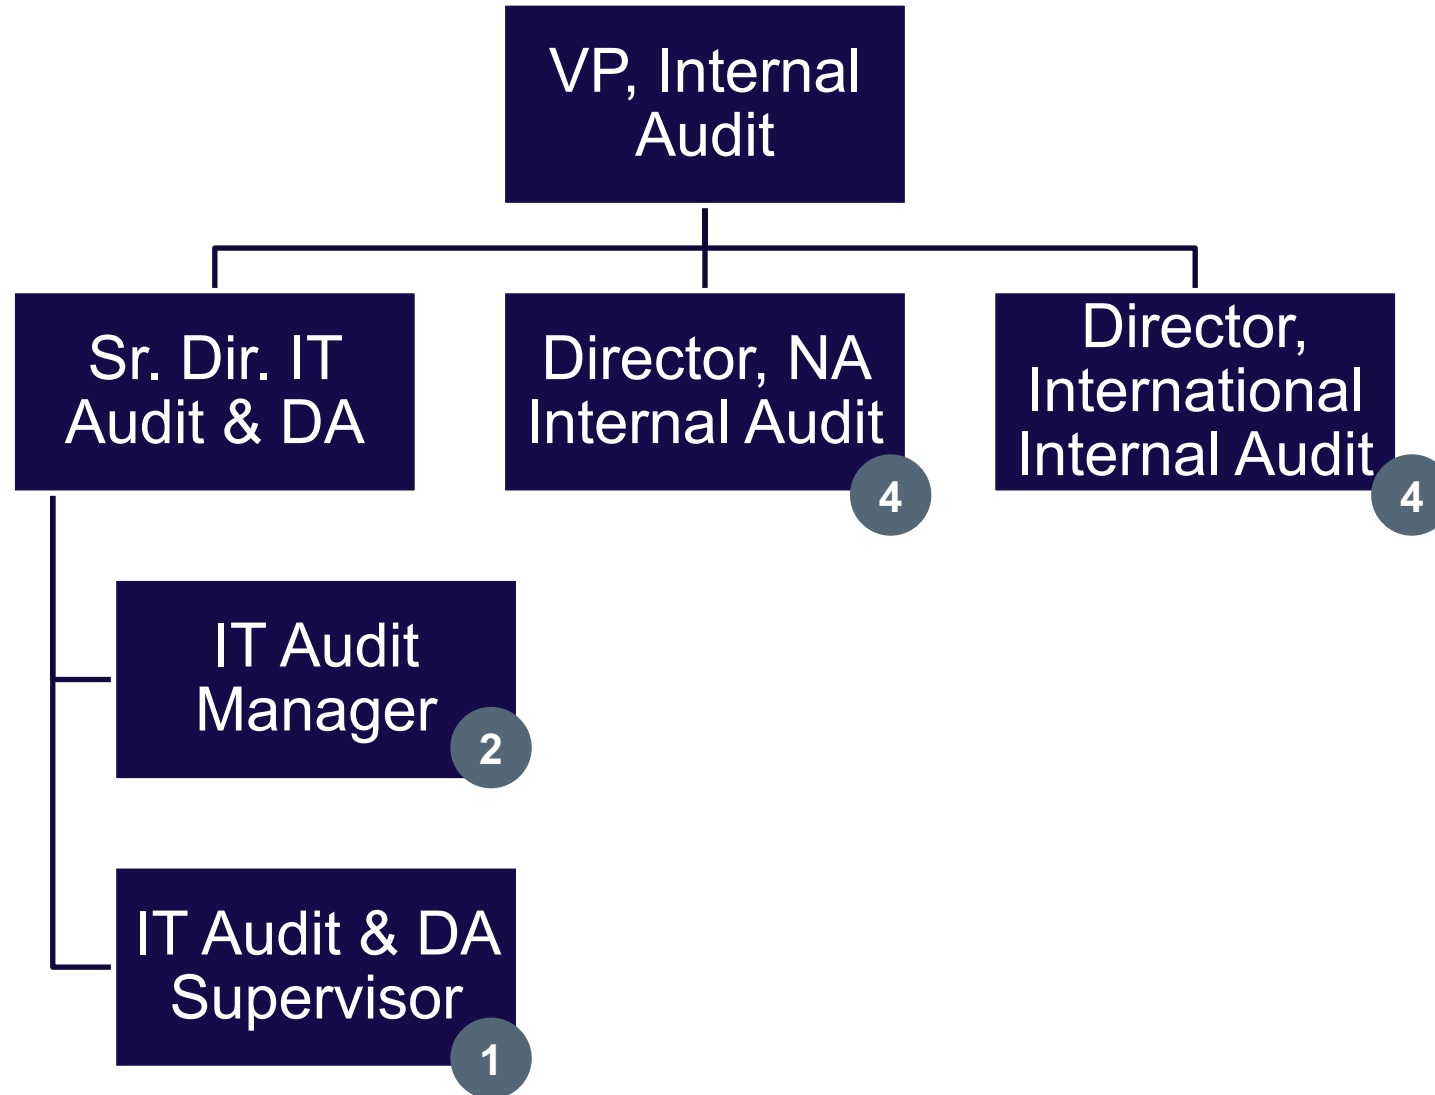 VP, Internal
Audit
Sr. Dir. IT
Audit & DA
Director, NA
Internal Audit
4
Director,
International
Internal Audit
4
IT Audit
Manager
2
IT Audit & DA
Supervisor
1